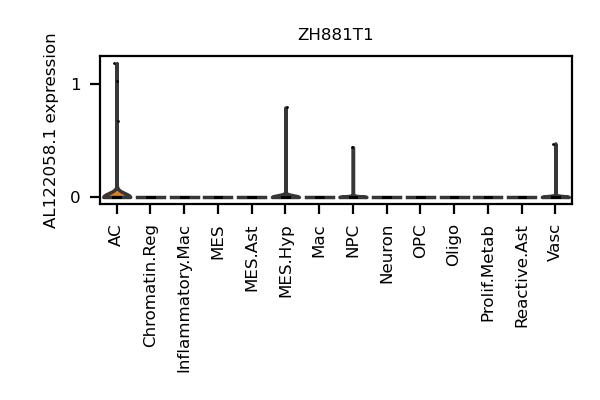 ZH881T1
AL122058.1 expression
1
0
AC
Chromatin.Reg
Inflammatory.Mac
MES
MES.Ast
MES.Hyp
Mac
NPC
Neuron
OPC
Oligo
Prolif.Metab
Reactive.Ast
Vasc